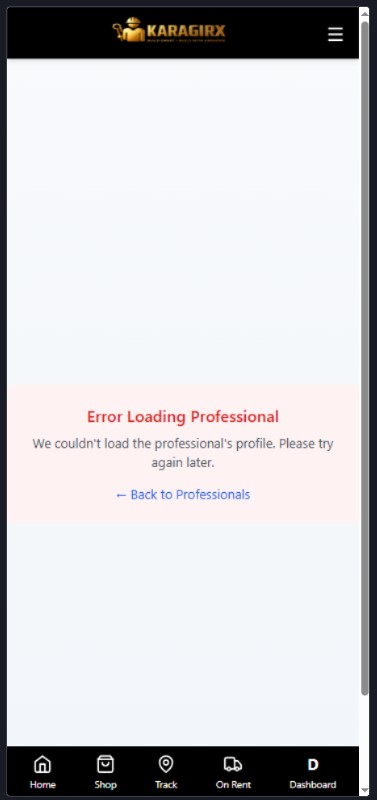 KARAGIRX
Error Loading Professional
We couldn't load the professional's profile. Please try
again later.
← Back to Professionals
D
Home
Shop
Track
On Rent
Dashboard